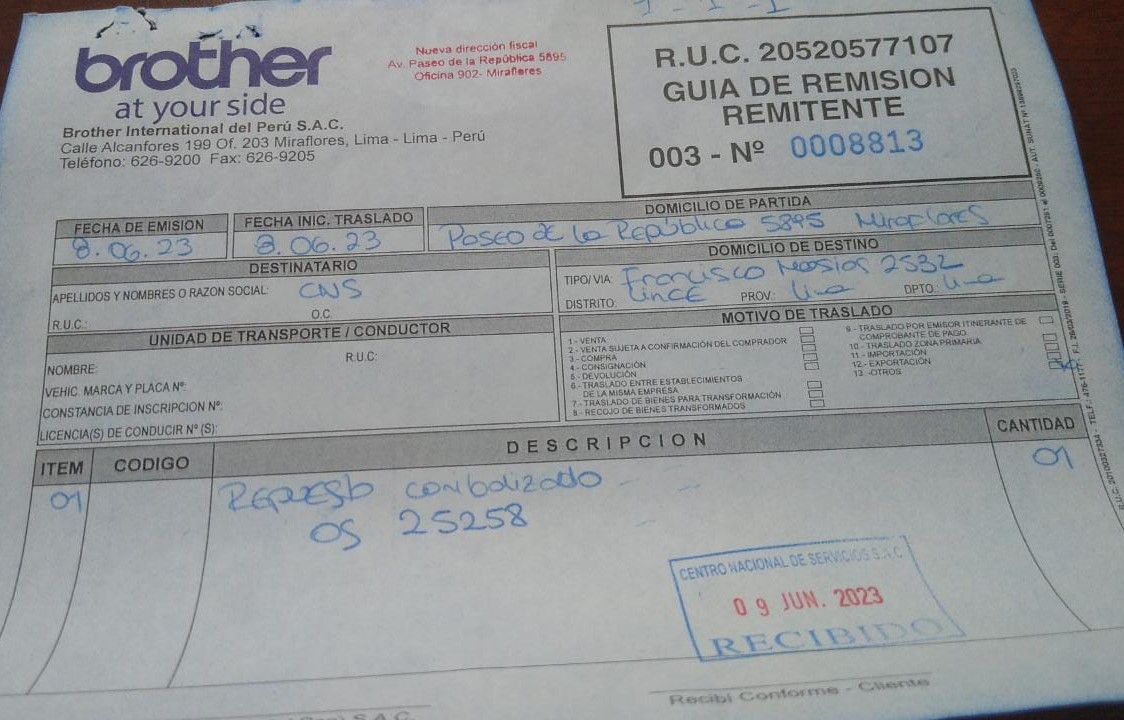 brother
at your side
Brother International del Perú S.A.C.
Calle Alcanfores 199 Of. 203 Miraflores, Lima - Lima - Perú
Teléfono: 626-9200 Fax: 626-9205
Nueva dirección fiscal
Av. Paseo de la República 5895
Oficina 902- Miraflores
R.U.C. 20520577107
GUIA DE REMISION
REMITENTE
003 - Nº 0008813
FECHA DE EMISION
8.06.23
FECHA INIC. TRASLADO
8.06.23
DOMICILIO DE PARTIDA
Paseo de la República 5895 Miraflores
DESTINATARIO
APELLIDOS Y NOMBRES O RAZON SOCIAL: CNS
R.U.C.: O.C.
DOMICILIO DE DESTINO
TIPO/VIA: Francisco 2532
DISTRITO: Lince PROV: DPTO:
UNIDAD DE TRANSPORTE / CONDUCTOR
NOMBRE: R.U.C:
VEHIC. MARCA Y PLACA Nº:
CONSTANCIA DE INSCRIPCION Nº:
LICENCIA(S) DE CONDUCIR Nº (S):
MOTIVO DE TRASLADO
1 - VENTA
2 - VENTA SUJETA A CONFIRMACIÓN DEL COMPRADOR
3 - COMPRA
4 - CONSIGNACIÓN
5 - DEVOLUCIÓN
6 - TRASLADO ENTRE ESTABLECIMIENTOS
DE LA MISMA EMPRESA
7 - TRASLADO DE BIENES PARA TRANSFORMACIÓN
8 - RECOJO DE BIENES TRANSFORMADOS
9 - TRASLADO POR EMISOR ITINERANTE DE
COMPROBANTE DE PAGO
10 - TRASLADO ZONA PRIMARIA
11 - IMPORTACIÓN
12 - EXPORTACIÓN
13 - OTROS
ITEM CODIGO DESCRIPCION CANTIDAD
01 Repuesto 01
OS 25258
CENTRO NACIONAL DE SERVICIOS S.A.C
09 JUN. 2023
RECIBIDO
Recibí Conforme - Cliente
S.A.C.